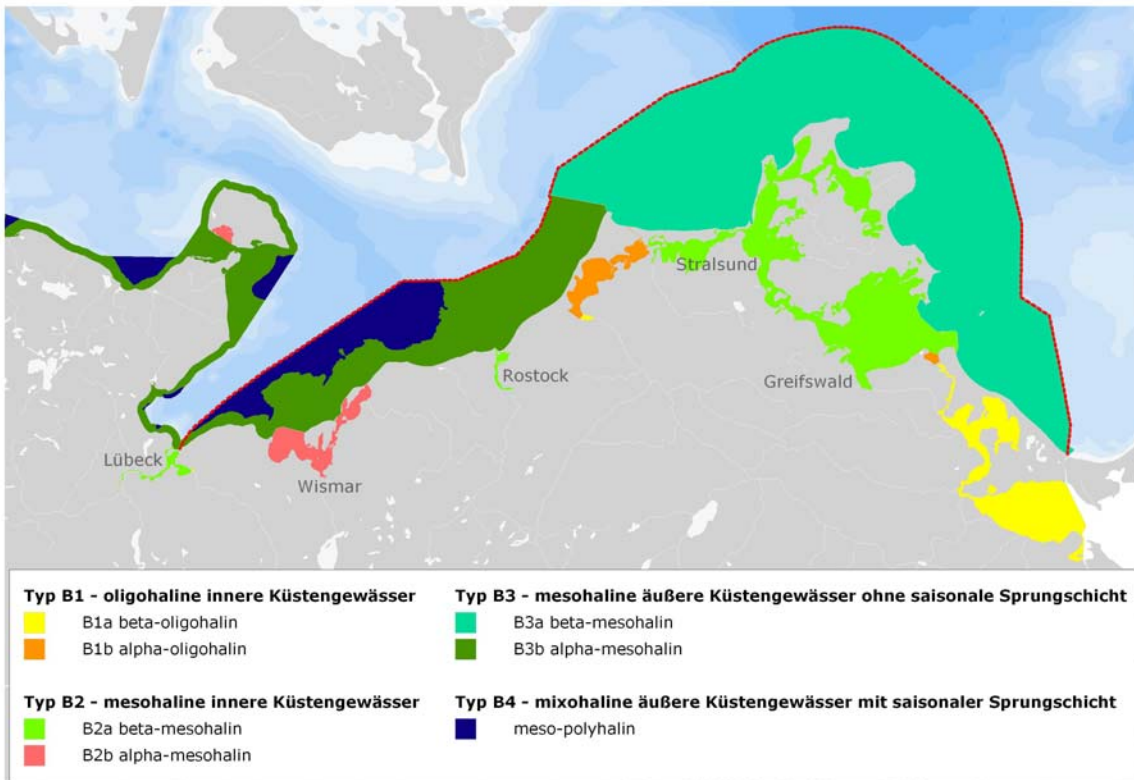 Stralsund
Rostock
Greifswald
Lübeck
Wismar
Typ B1 - oligohaline innere Küstengewässer
B1a beta-oligohalin
B1b alpha-oligohalin
Typ B2 - mesohaline innere Küstengewässer
B2a beta-mesohalin
B2b alpha-mesohalin
Typ B3 - mesohaline äußere Küstengewässer ohne saisonale Sprungschicht
B3a beta-mesohalin
B3b alpha-mesohalin
Typ B4 - mixohaline äußere Küstengewässer mit saisonaler Sprungschicht
meso-polyhalin